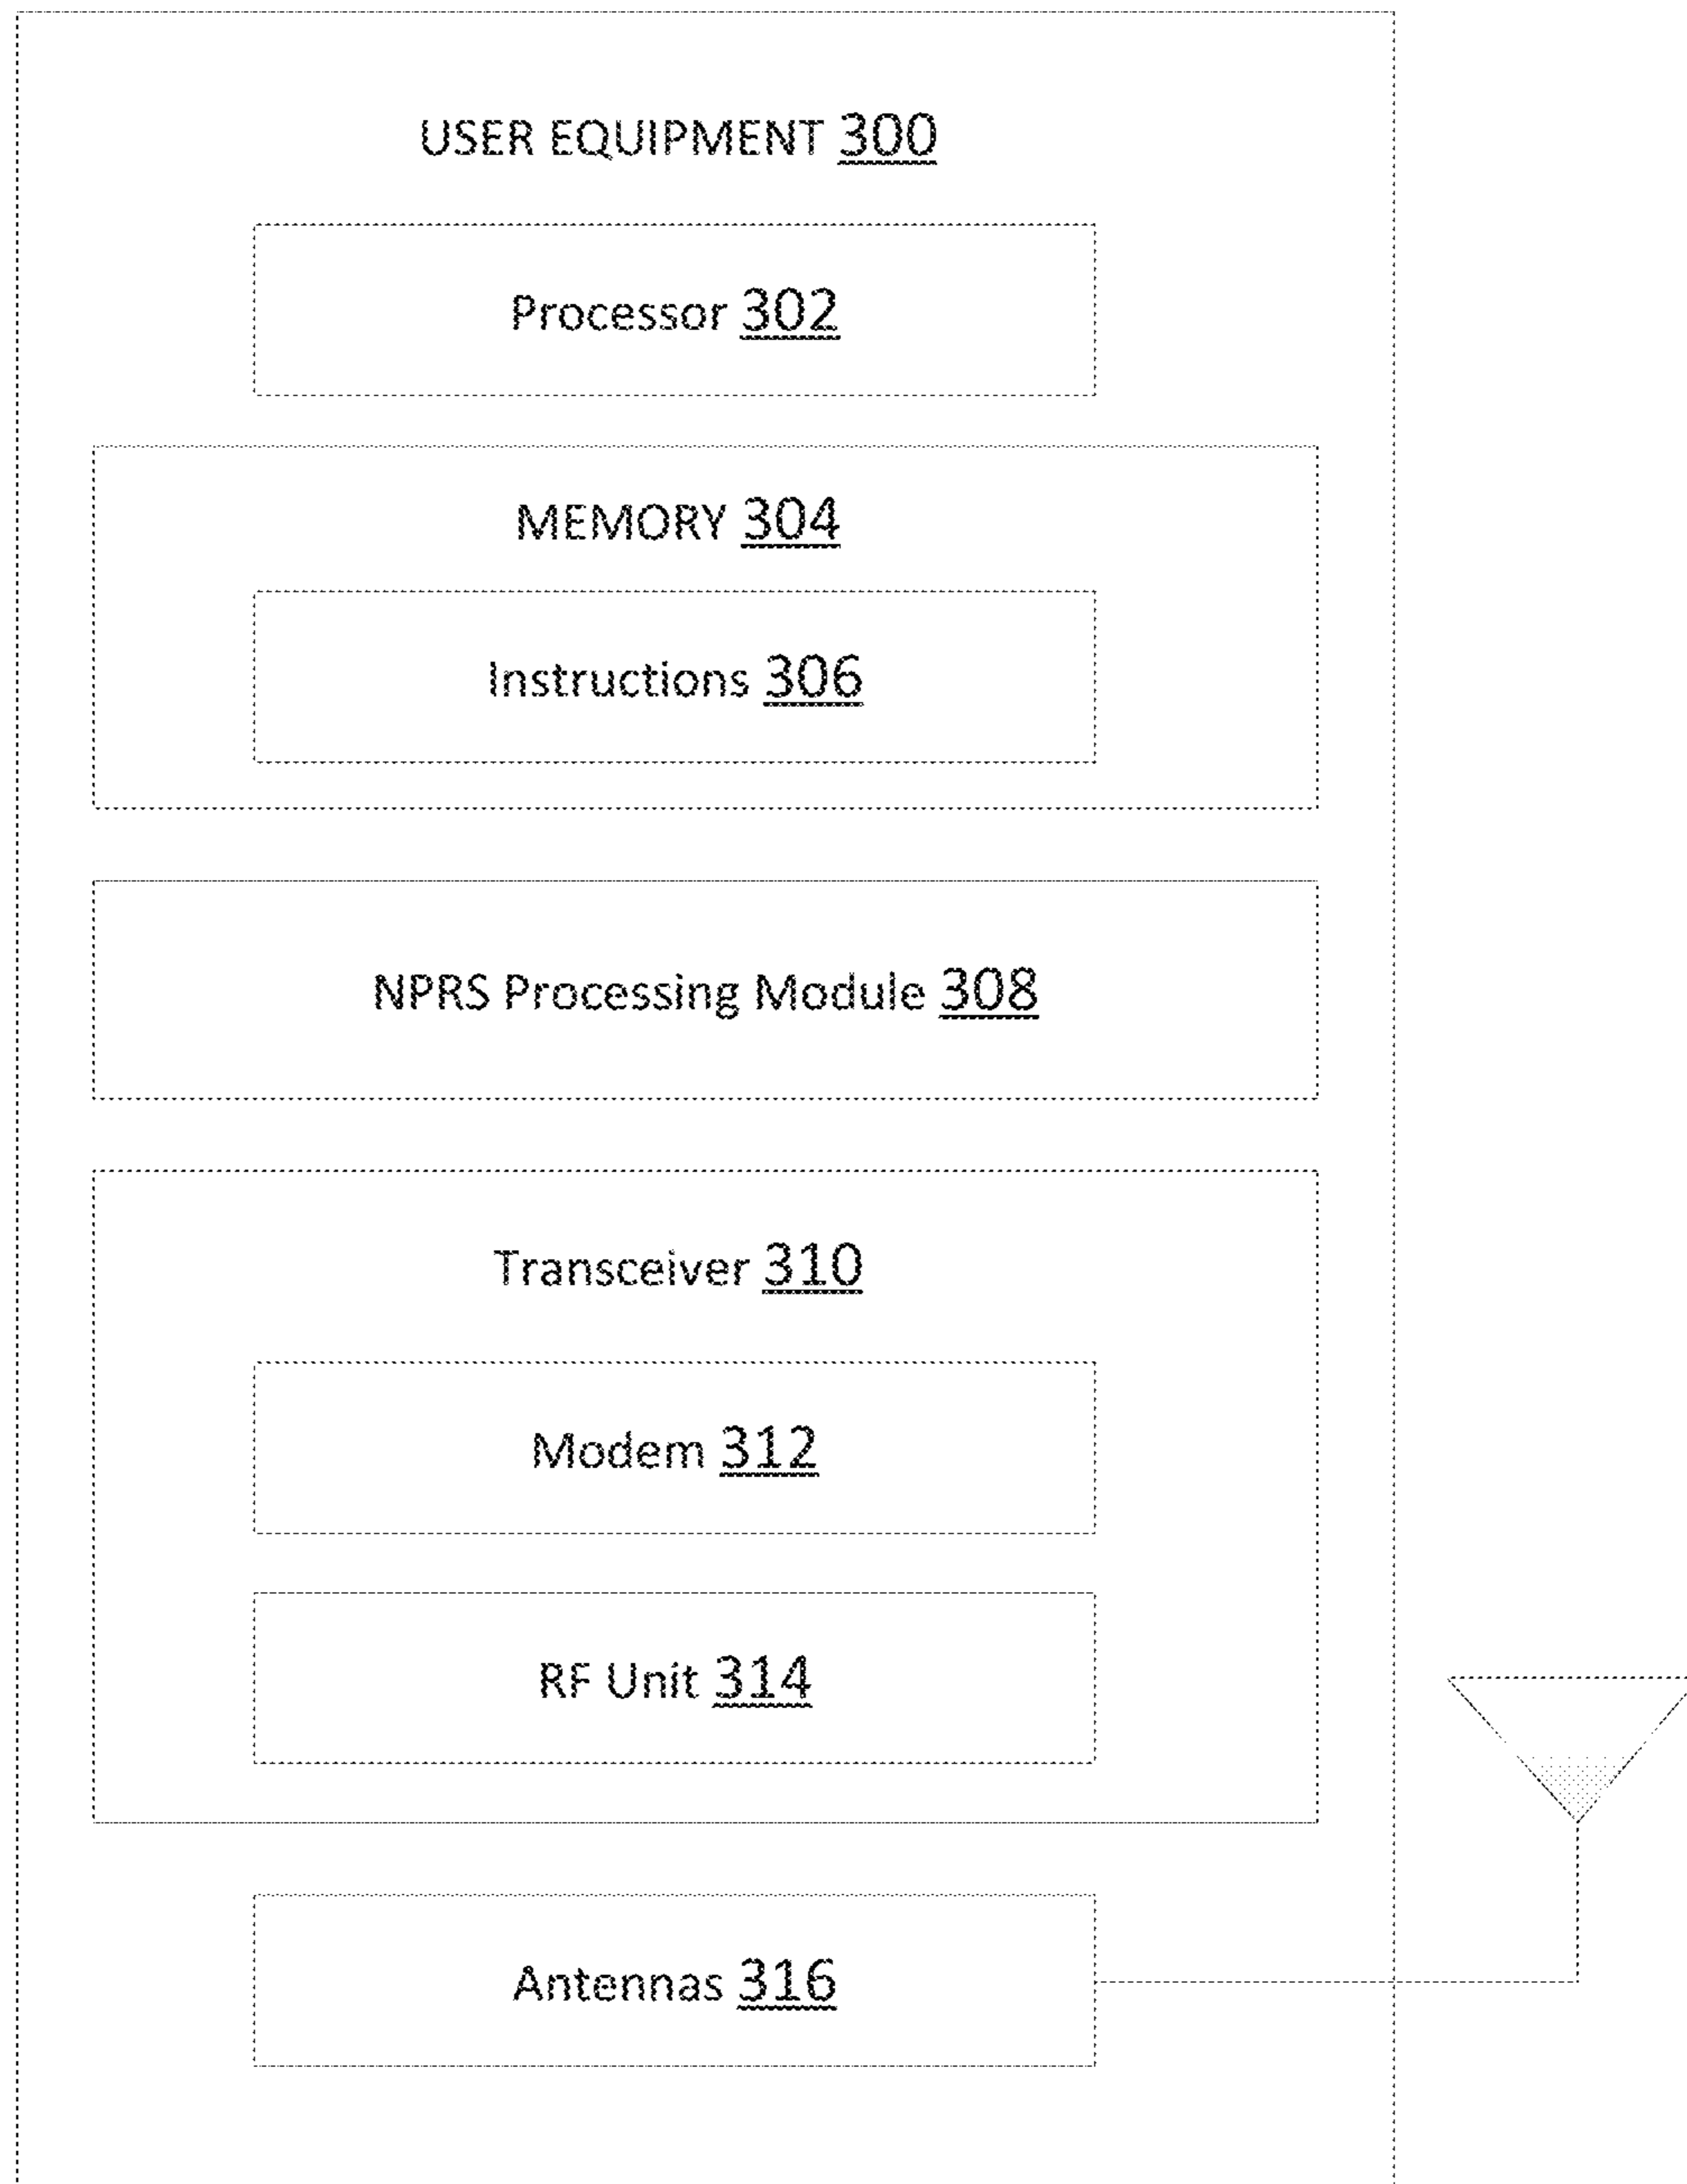 USER EQUIPMENT 300
Processor 302
MEMORY 304
Instructions 306
NPRS Processing Module 308
Transceiver 310
Modem 312
RF Unit 314
Antennas 316